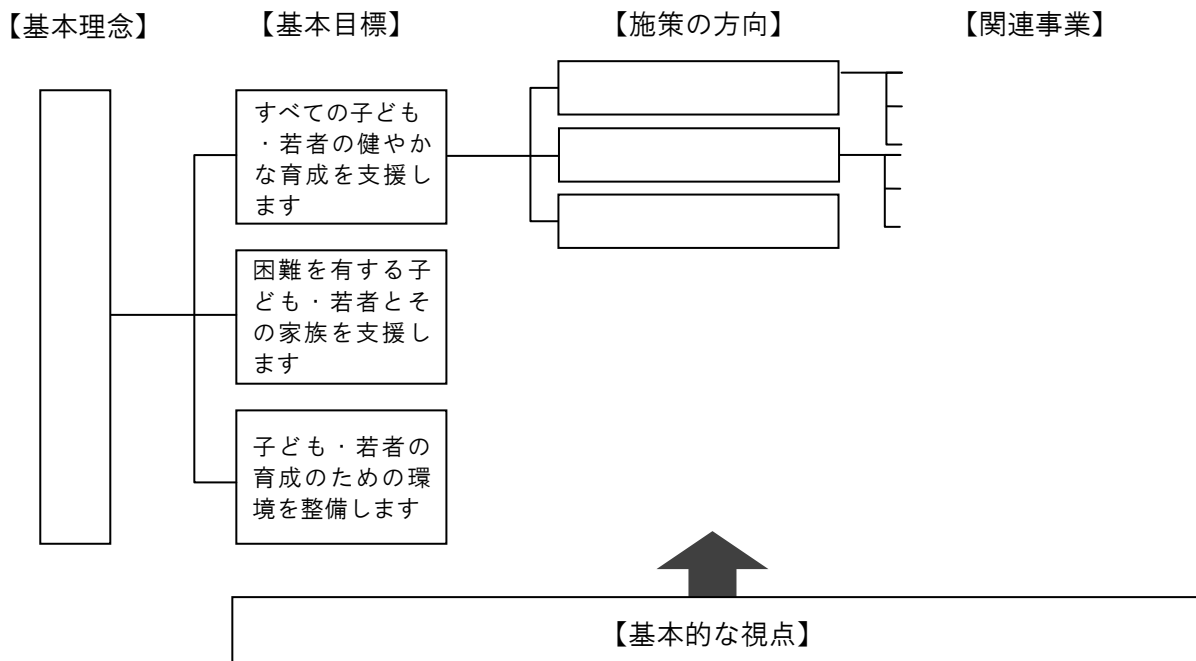 【基本理念】 【基本目標】 【施策の方向】 【関連事業】
すべての子ども
・若者の健やか
な育成を支援し
ます
困難を有する子
ども・若者とそ
の家族を支援し
ます
子ども・若者の
育成のための環
境を整備します
【基本的な視点】